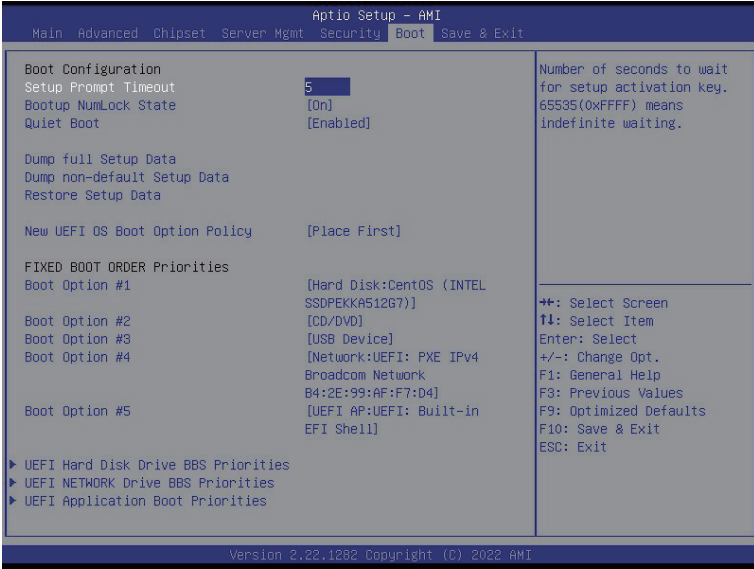 Aptio Setup - AMI
Main Advanced Chipset Server Mgmt Security Boot Save & Exit
Boot Configuration
Setup Prompt Timeout 5
Bootup NumLock State [On]
Quiet Boot [Enabled]
Dump full Setup Data
Dump non-default Setup Data
Restore Setup Data
New UEFI OS Boot Option Policy [Place First]
FIXED BOOT ORDER Priorities
Boot Option #1 [Hard Disk:CentOS (INTEL
SSDPEKKA512G7)]
Boot Option #2 [CD/DVD]
Boot Option #3 [USB Device]
Boot Option #4 [Network:UEFI: PXE IPv4
Broadcom Network
B4:2E:99:AF:F7:D4]
Boot Option #5 [UEFI AP:UEFI: Built-in
EFI Shell]
UEFI Hard Disk Drive BBS Priorities
UEFI NETWORK Drive BBS Priorities
UEFI Application Boot Priorities
Number of seconds to wait
for setup activation key.
65535(0xFFFF) means
indefinite waiting.
→←: Select Screen
↑↓: Select Item
Enter: Select
+/-: Change Opt.
F1: General Help
F3: Previous Values
F9: Optimized Defaults
F10: Save & Exit
ESC: Exit
Version 2.22.1282 Copyright (C) 2022 AMI